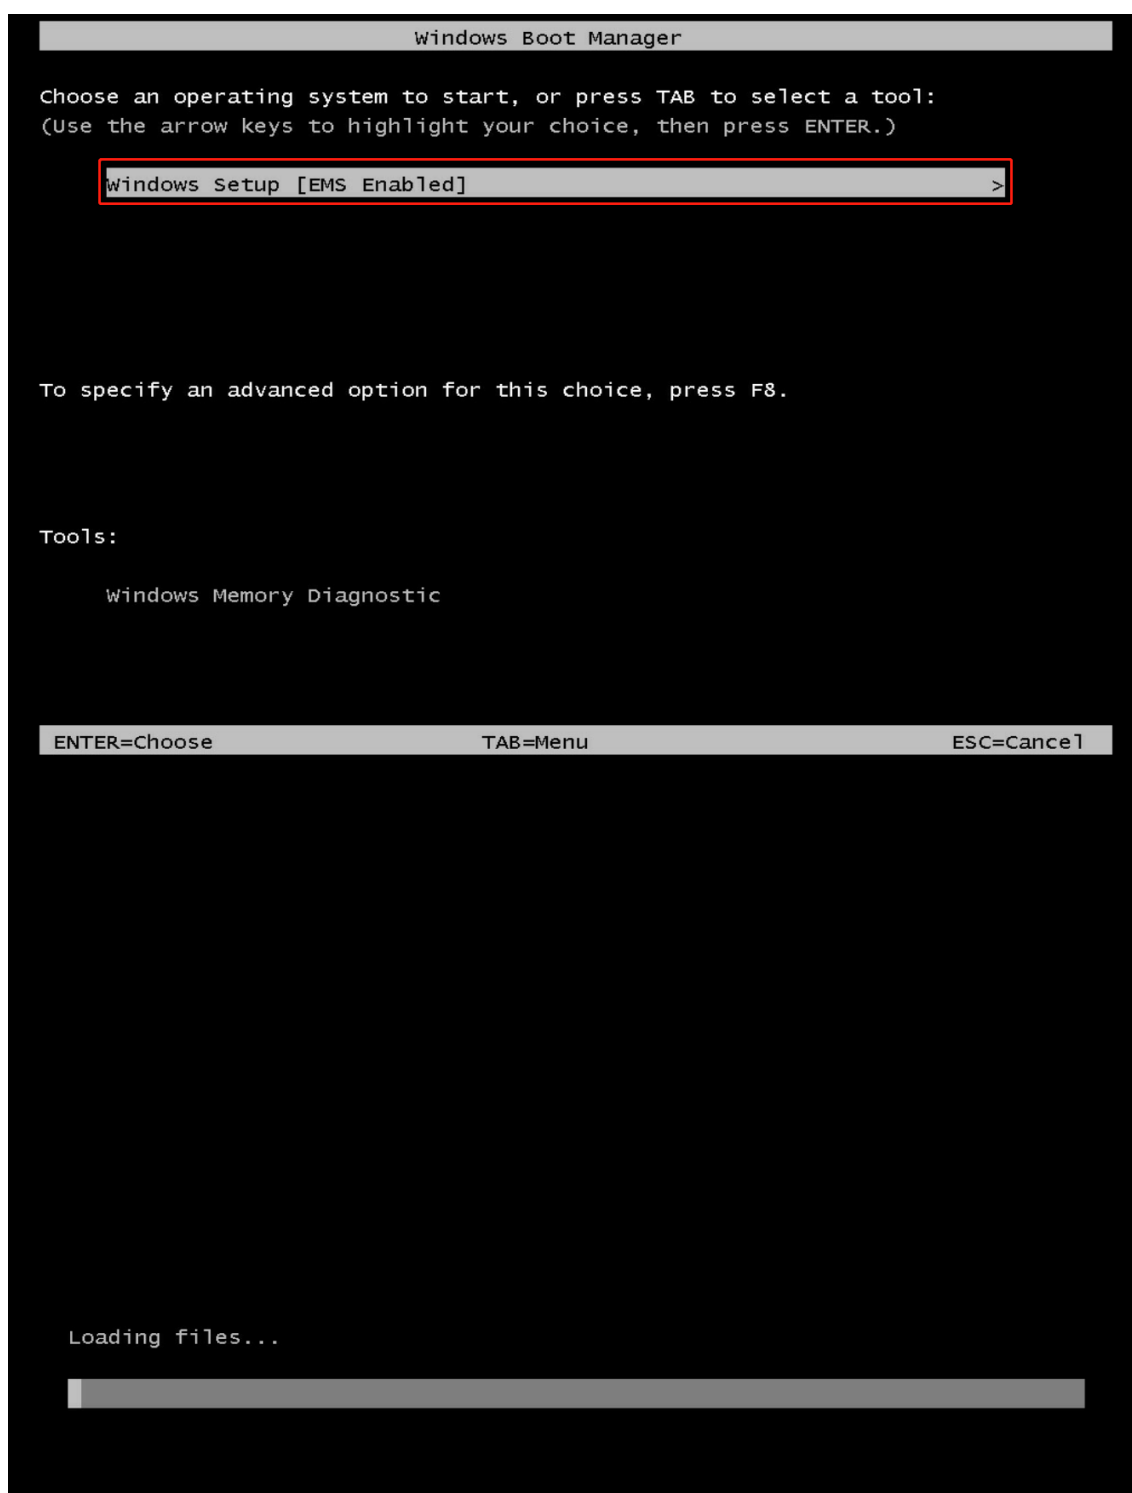 Windows Boot Manager
Choose an operating system to start, or press TAB to select a tool:
(Use the arrow keys to highlight your choice, then press ENTER.)
Windows Setup [EMS Enabled] >
To specify an advanced option for this choice, press F8.
Tools:
Windows Memory Diagnostic
ENTER=Choose TAB=Menu ESC=Cancel
Loading files...